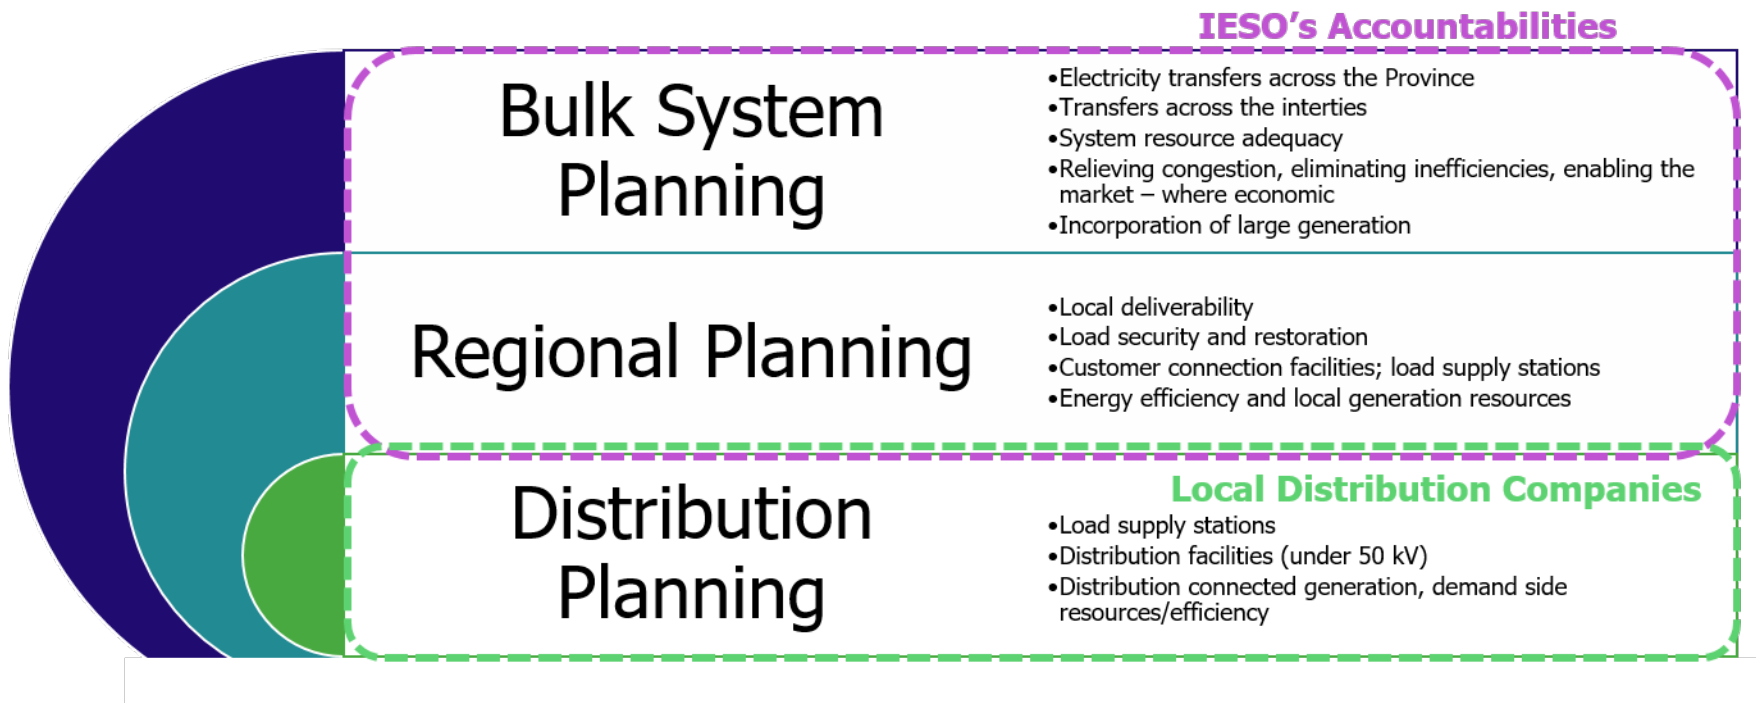 IESO’s Accountabilities
Bulk System
Planning
•Electricity transfers across the Province
•Transfers across the interties
•System resource adequacy
•Relieving congestion, eliminating inefficiencies, enabling the
market – where economic
•Incorporation of large generation
Regional Planning
•Local deliverability
•Load security and restoration
•Customer connection facilities; load supply stations
•Energy efficiency and local generation resources
Distribution
Planning
Local Distribution Companies
•Load supply stations
•Distribution facilities (under 50 kV)
•Distribution connected generation, demand side
resources/efficiency